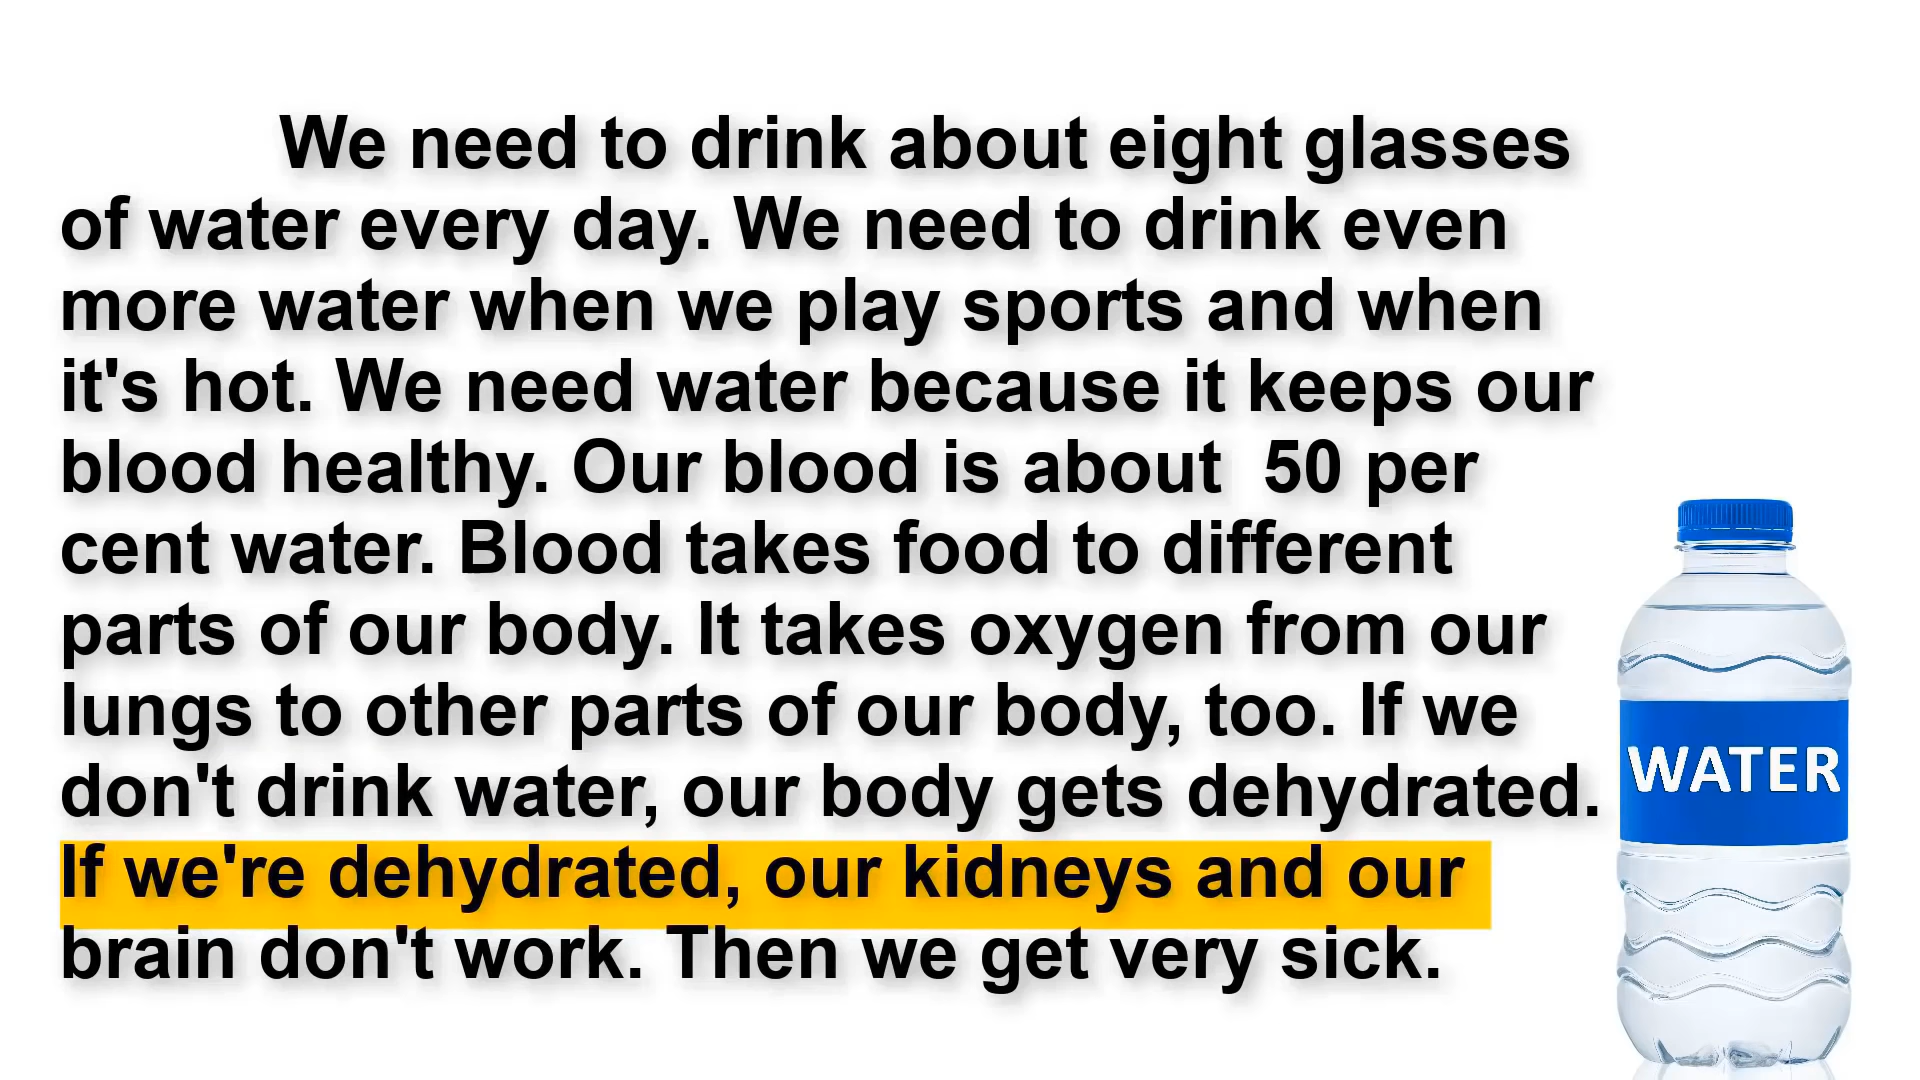 We need to drink about eight glasses
of water every day. We need to drink even
more water when we play sports and when
it's hot. We need water because it keeps our
blood healthy. Our blood is about  50 per
cent water. Blood takes food to different
parts of our body. It takes oxygen from our
lungs to other parts of our body, too. If we
don't drink water, our body gets dehydrated.
If we're dehydrated, our kidneys and our
brain don't work. Then we get very sick.
WATER